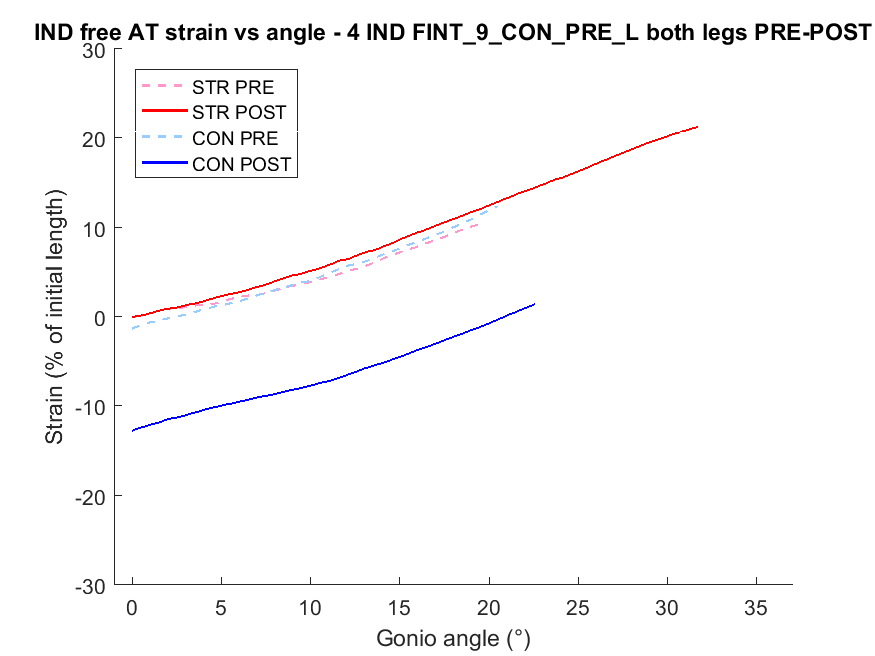 IND free AT strain vs angle - 4 IND FINT_9_CON_PRE_L both legs PRE-POST
30
20
10
0
-10
-20
-30
Strain (% of initial length)
STR PRE
STR POST
CON PRE
CON POST
0 5 10 15 20 25 30 35
Gonio angle (°)